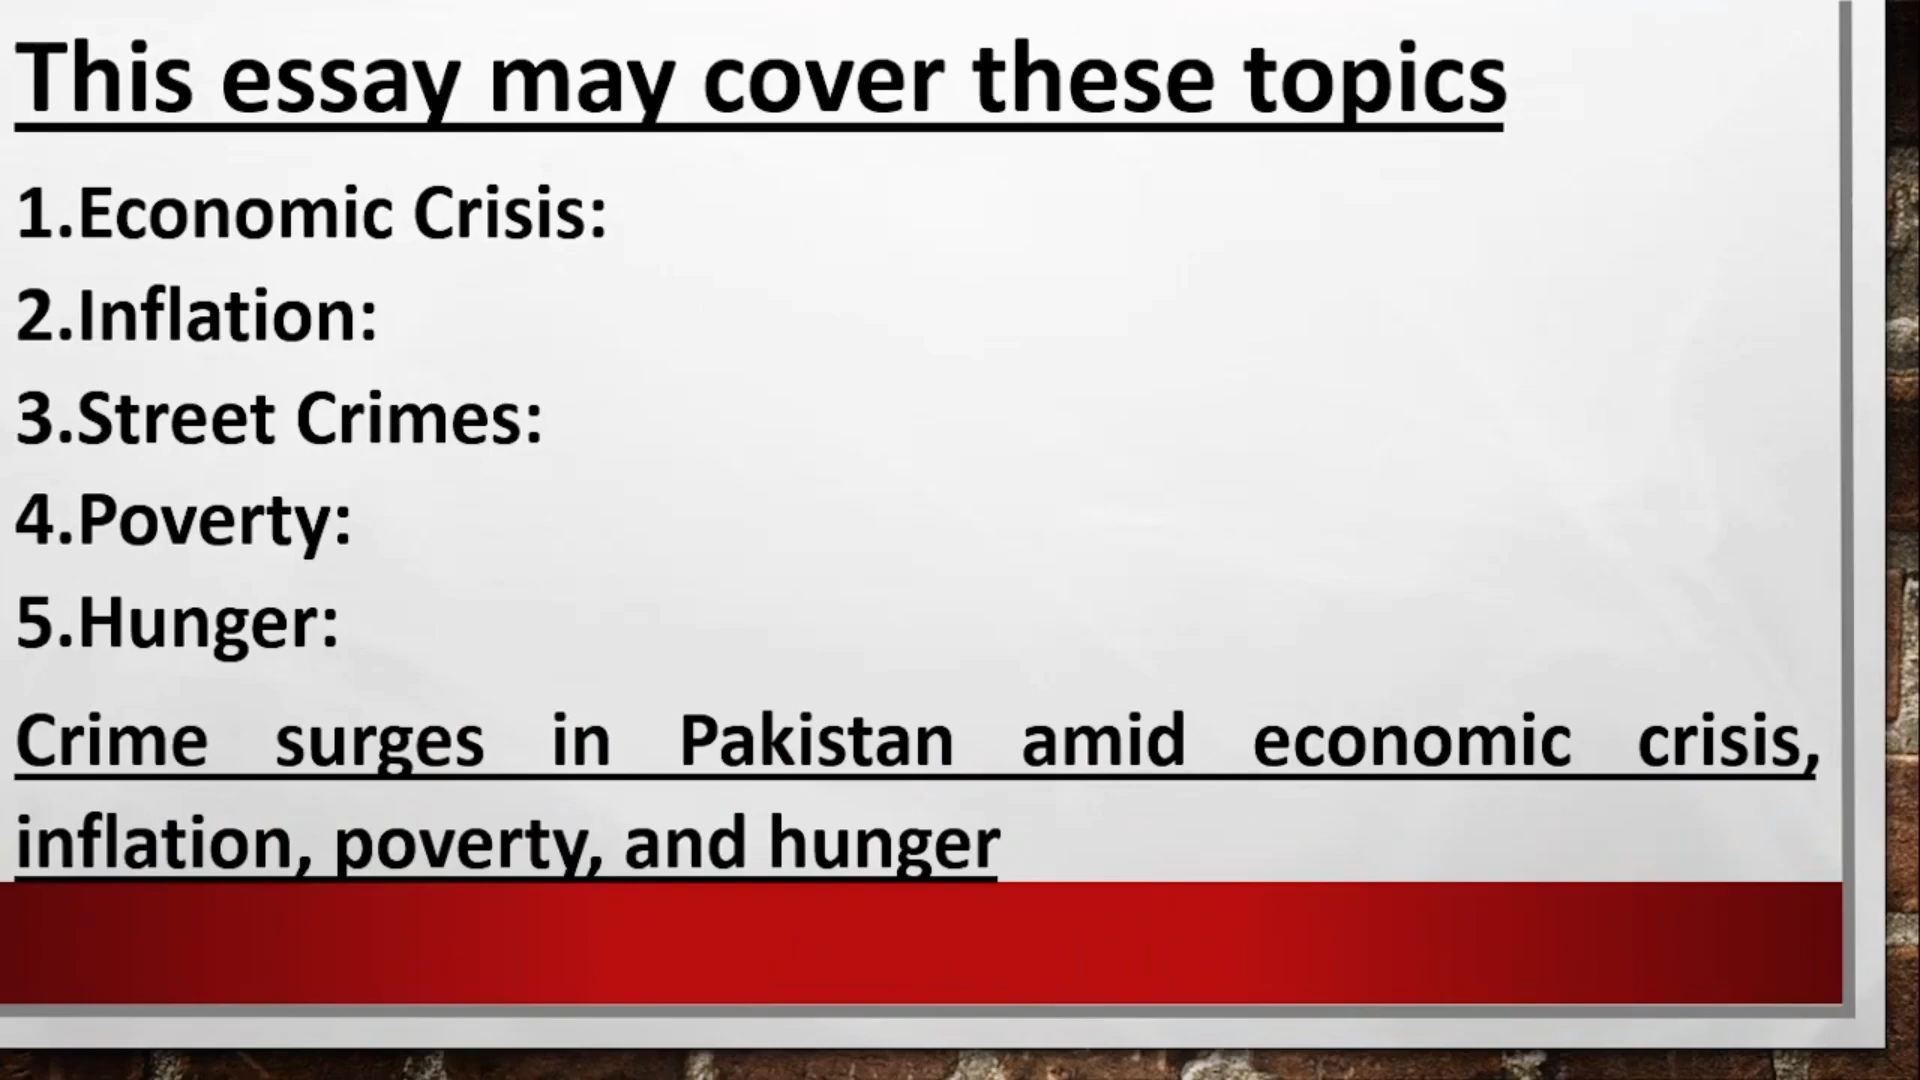 This essay may cover these topics
1.Economic Crisis:
2.Inflation:
3.Street Crimes:
4.Poverty:
5.Hunger:
Crime surges in Pakistan amid economic crisis,
inflation, poverty, and hunger